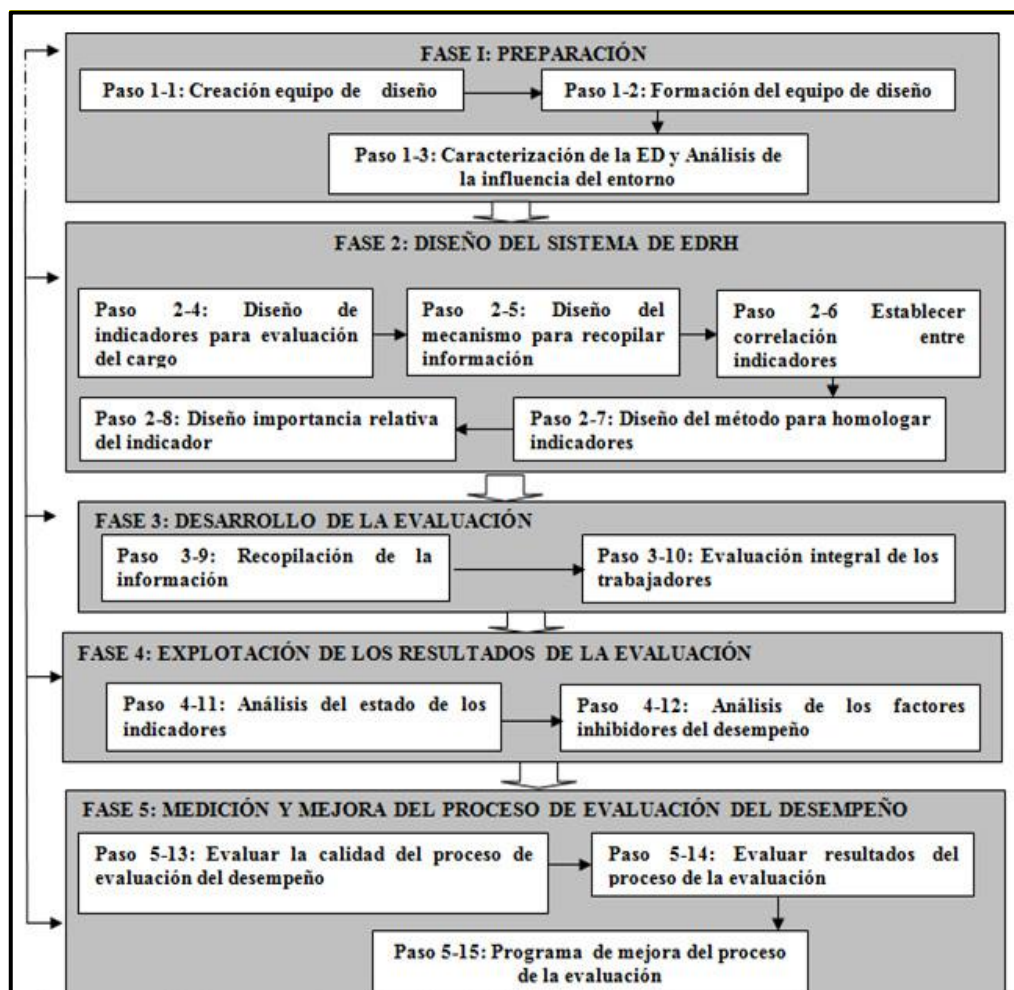 FASE I: PREPARACIÓN
Paso 1-1: Creación equipo de diseño
Paso 1-2: Formación del equipo de diseño
Paso 1-3: Caracterización de la ED y Análisis de
la influencia del entorno
FASE 2: DISEÑO DEL SISTEMA DE EDRH
Paso 2-4: Diseño de
indicadores para evaluación
del cargo
Paso 2-5: Diseño del
mecanismo para recopilar
información
Paso 2-6 Establecer
correlación entre
indicadores
Paso 2-8: Diseño importancia relativa
del indicador
Paso 2-7: Diseño del método para homologar
indicadores
FASE 3: DESARROLLO DE LA EVALUACIÓN
Paso 3-9: Recopilación de la
información
Paso 3-10: Evaluación integral de los
trabajadores
FASE 4: EXPLOTACIÓN DE LOS RESULTADOS DE LA EVALUACIÓN
Paso 4-11: Análisis del estado de los
indicadores
Paso 4-12: Análisis de los factores
inhibidores del desempeño
FASE 5: MEDICIÓN Y MEJORA DEL PROCESO DE EVALUACIÓN DEL DESEMPEÑO
Paso 5-13: Evaluar la calidad del proceso de
evaluación del desempeño
Paso 5-14: Evaluar resultados del
proceso de la evaluación
Paso 5-15: Programa de mejora del proceso
de la evaluación